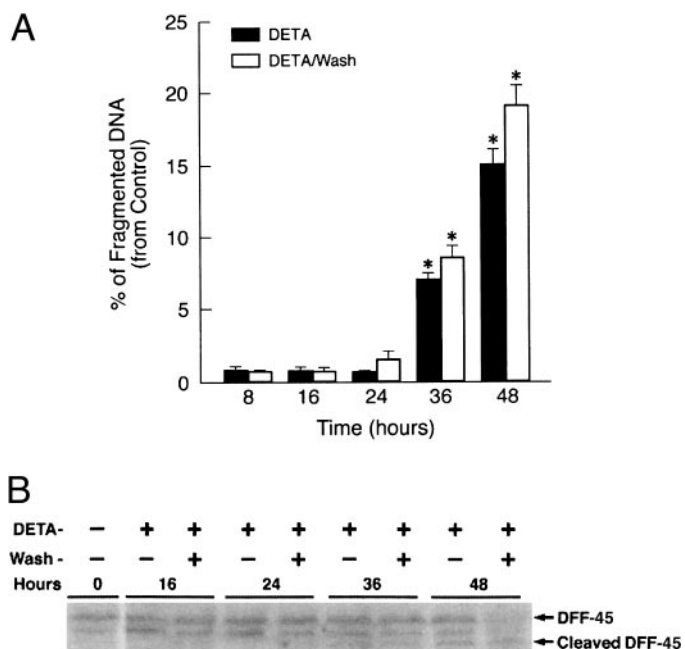 A
25
20
15
10
5
0
% of Fragmented DNA
(from Control)
DETA
DETA/Wash
* * * *
8 16 24 36 48
Time (hours)
B
DETA- − + + + + + + + +
Wash - − − + − + − + − +
Hours 0 16 24 36 48
DFF-45
Cleaved DFF-45